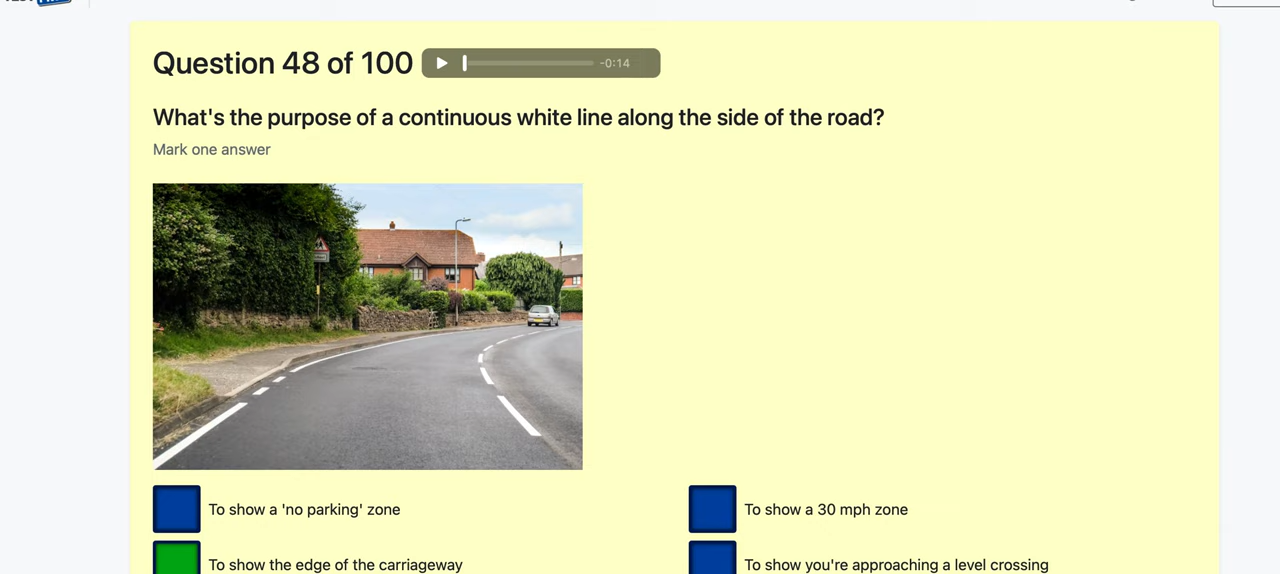 Question 48 of 100
-0:14
What's the purpose of a continuous white line along the side of the road?
Mark one answer
To show a 'no parking' zone
To show a 30 mph zone
To show the edge of the carriageway
To show you're approaching a level crossing